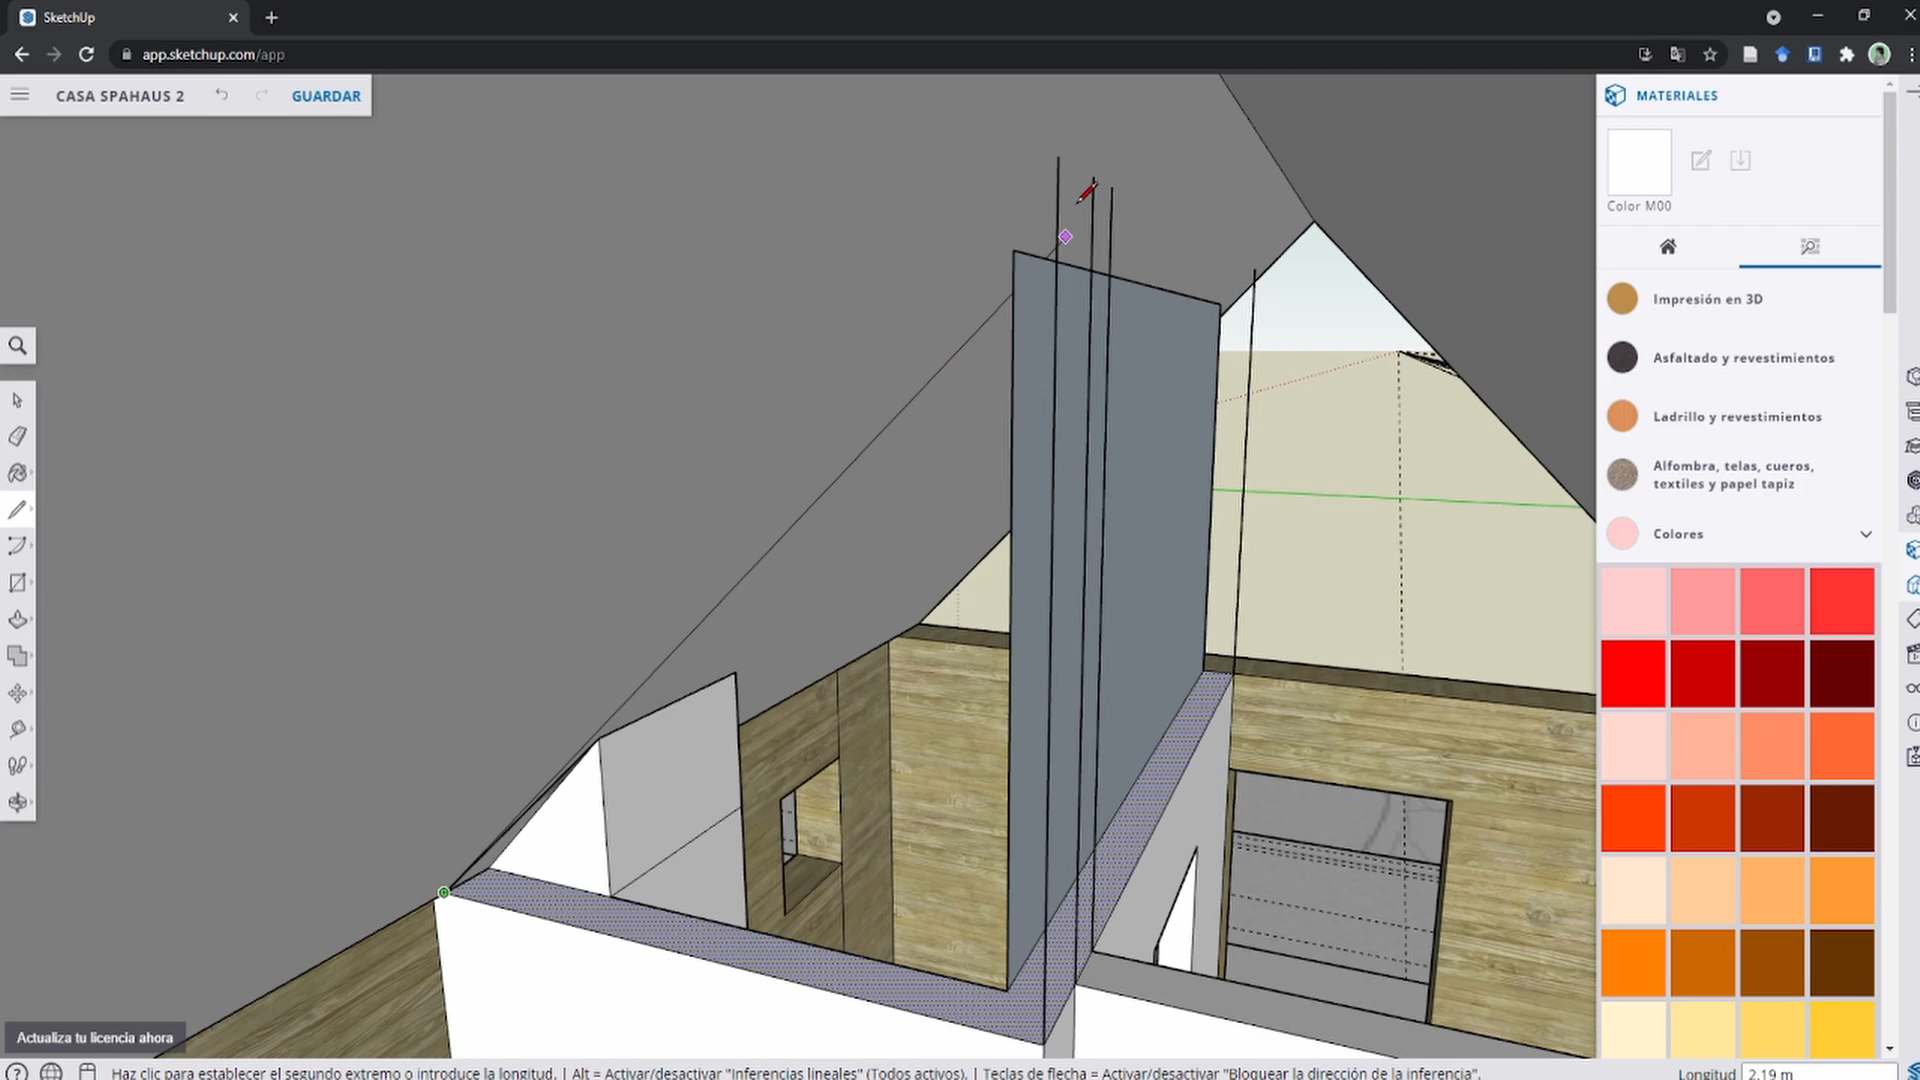 SketchUp
app.sketchup.com/app
CASA SPAHAUS 2
GUARDAR
MATERIALES
Color M00
Impresión en 3D
Asfaltado y revestimientos
Ladrillo y revestimientos
Alfombra, telas, cueros,
textiles y papel tapiz
Colores
Actualiza tu licencia ahora
Haz clic para establecer el segundo extremo o introduce la longitud. | Alt = Activar/desactivar "Inferencias lineales" (Todos activos). | Teclas de flecha = Activar/desactivar "Bloquear la dirección de la inferencia".
Longitud 2,19 m